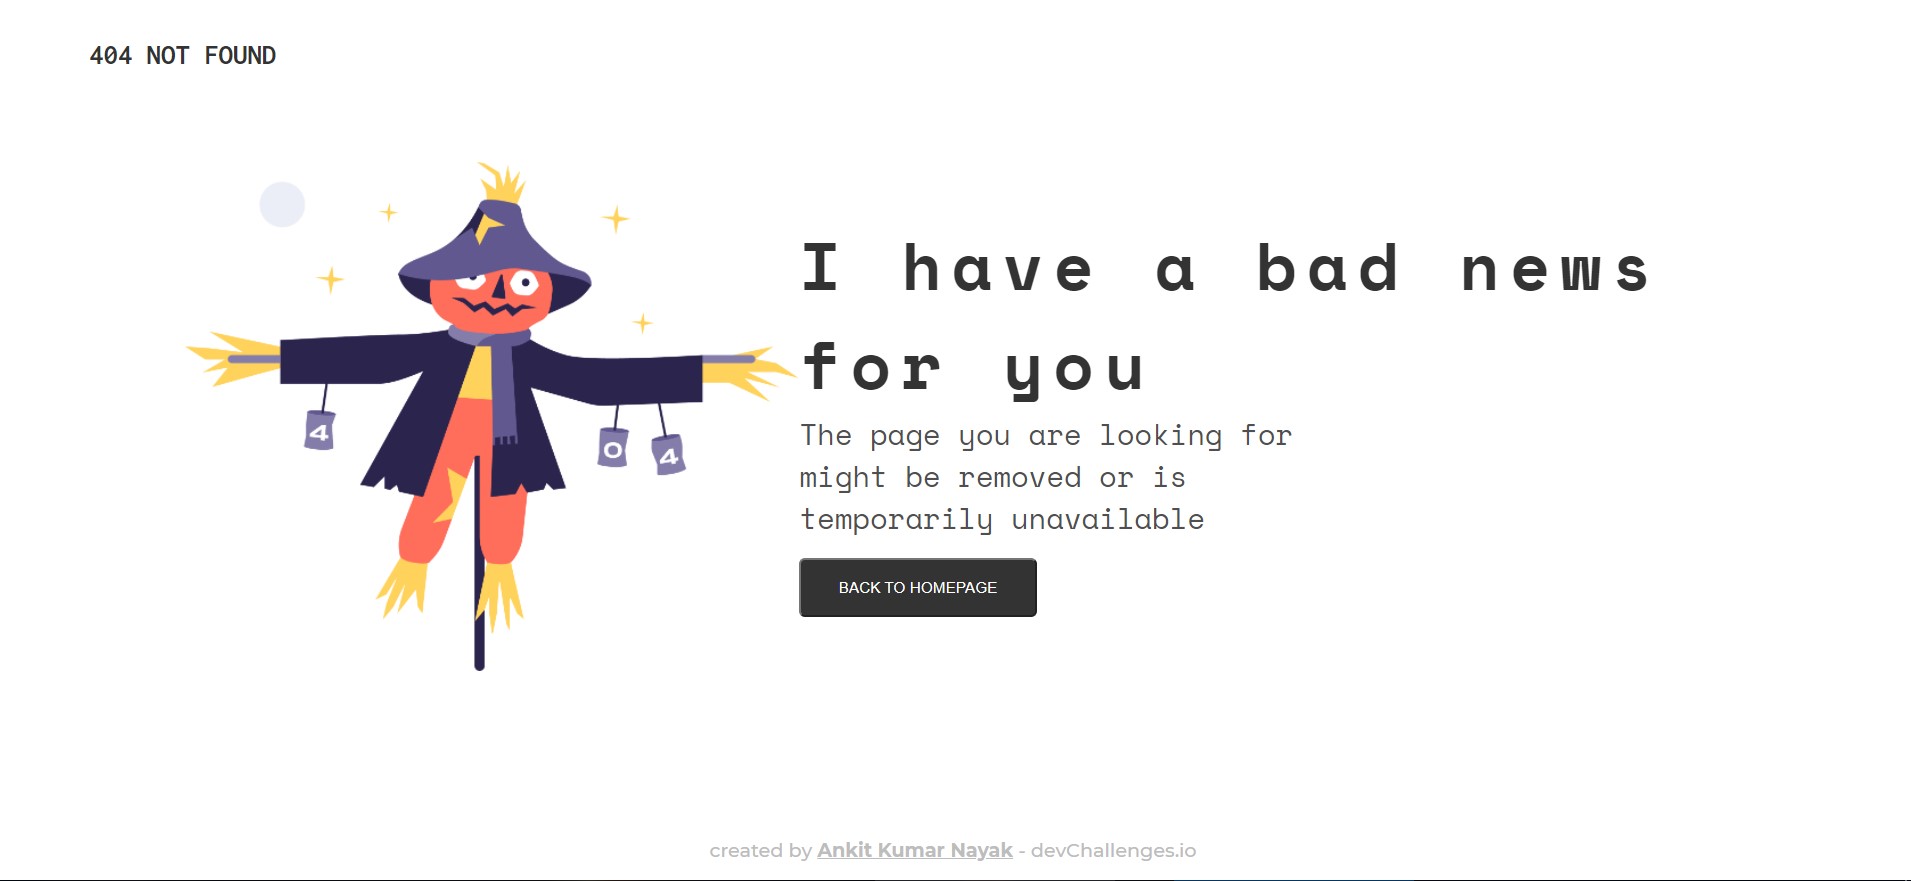 404 NOT FOUND
I have a bad news
for you
4
0
4
The page you are looking for
might be removed or is
temporarily unavailable
BACK TO HOMEPAGE
created by Ankit Kumar Nayak - devChallenges.io